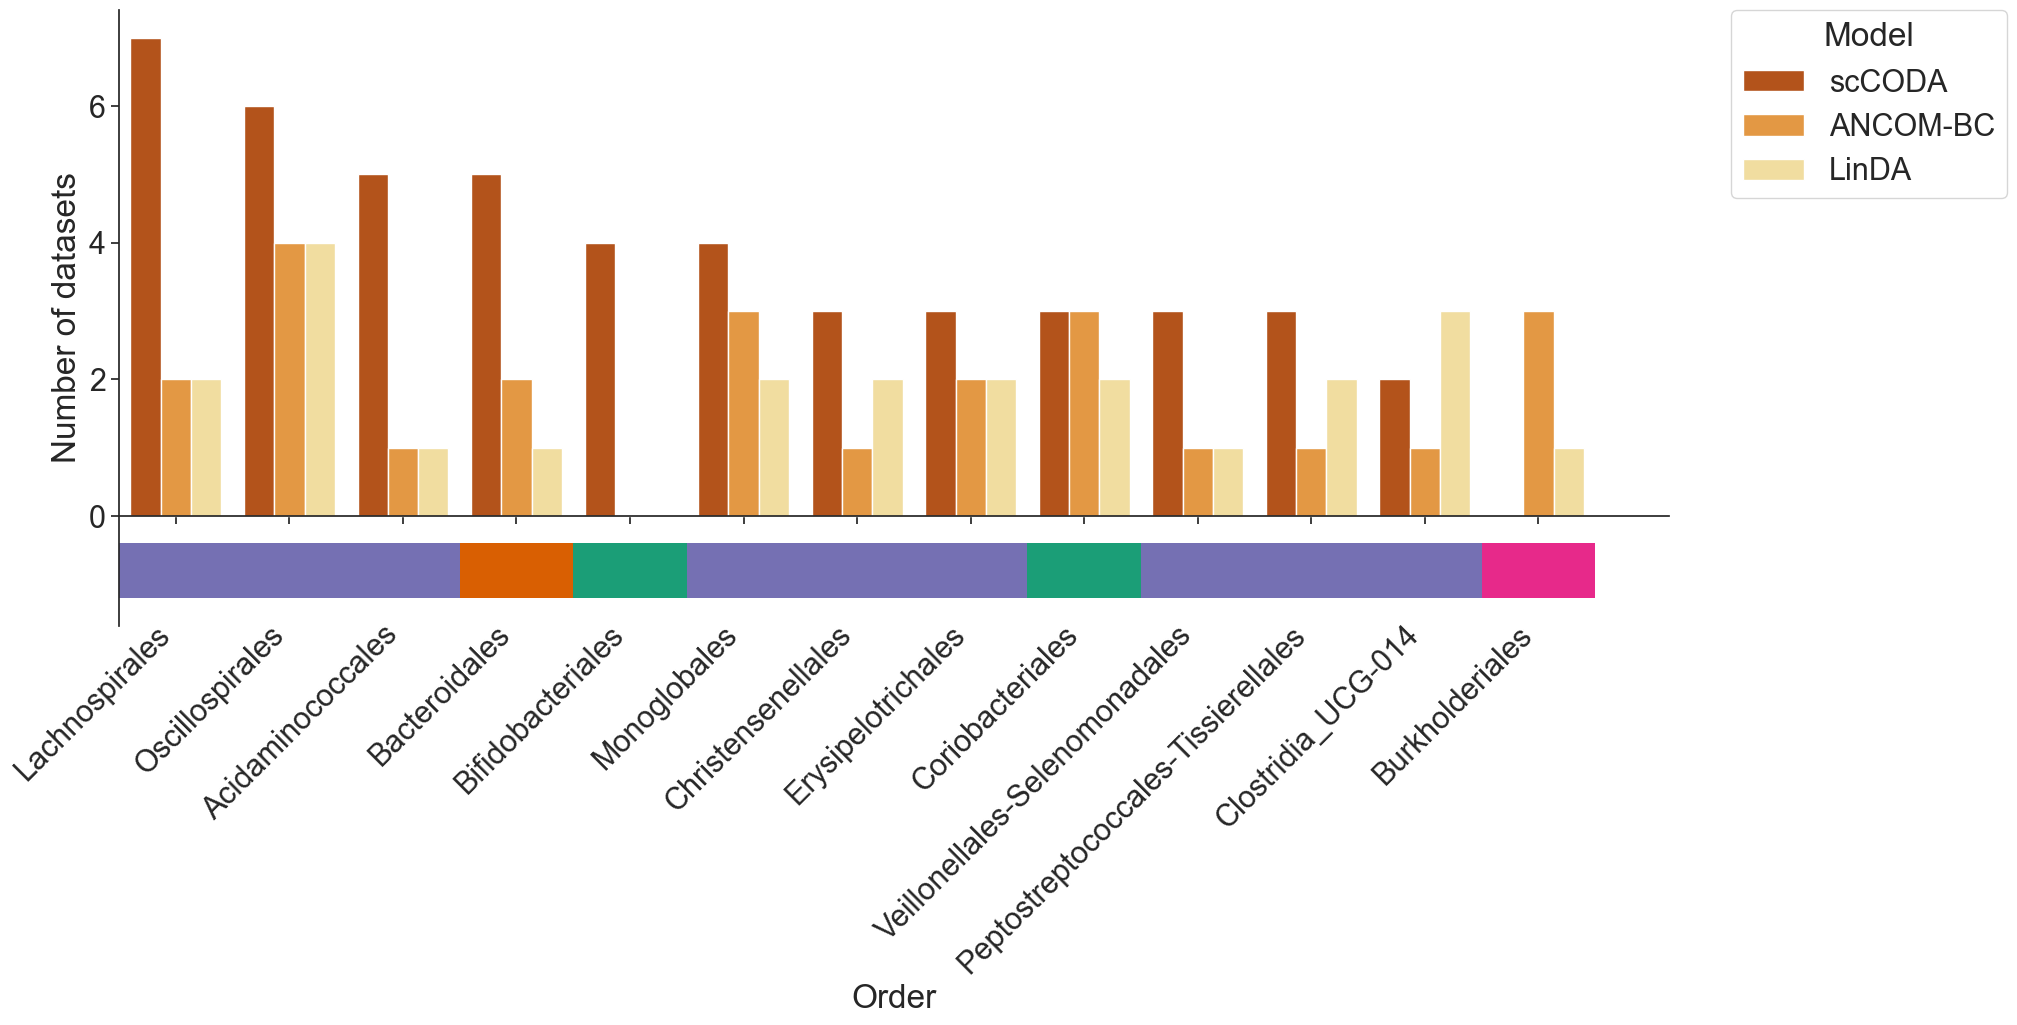 Model
scCODA
ANCOM-BC
LinDA
Number of datasets
6
4
2
0
Lachnospirales
Oscillospirales
Acidaminococcales
Bacteroidales
Bifidobacteriales
Monoglobales
Christensenellales
Erysipelotrichales
Coriobacteriales
Veillonellales-Selenomonadales
Peptostreptococcales-Tissierellales
Clostridia_UCG-014
Burkholderiales
Order